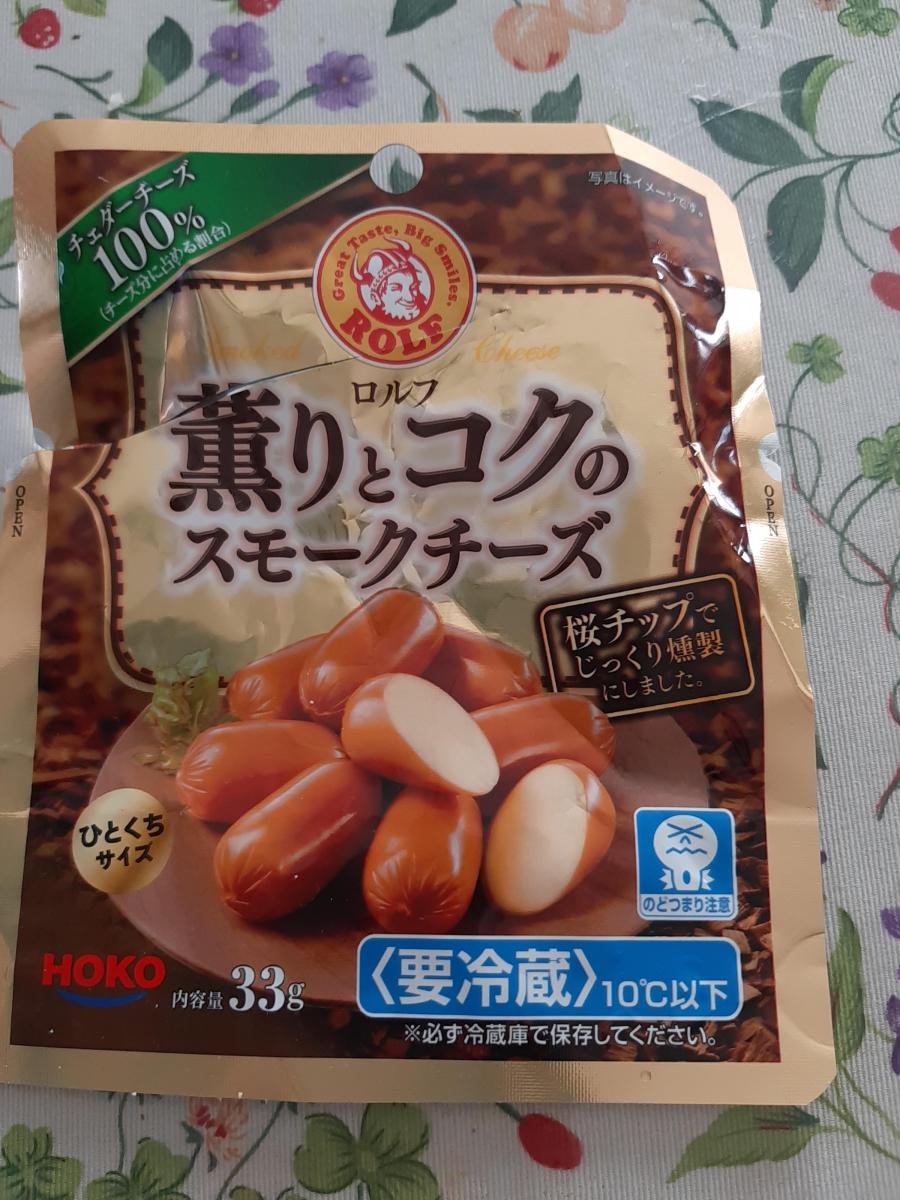 チェダーチーズ
100%
(チーズ分に占める割合)
写真はイメージです。
Great Taste, Big Smiles.
ROLF
Smoked Cheese
ロルフ
薫りとコクの
スモークチーズ
OPEN
OPEN
桜チップで
じっくり燻製
にしました。
ひとくち
サイズ
のどつまり注意
HOKO
内容量 33g
〈要冷蔵〉10℃以下
※必ず冷蔵庫で保存してください。